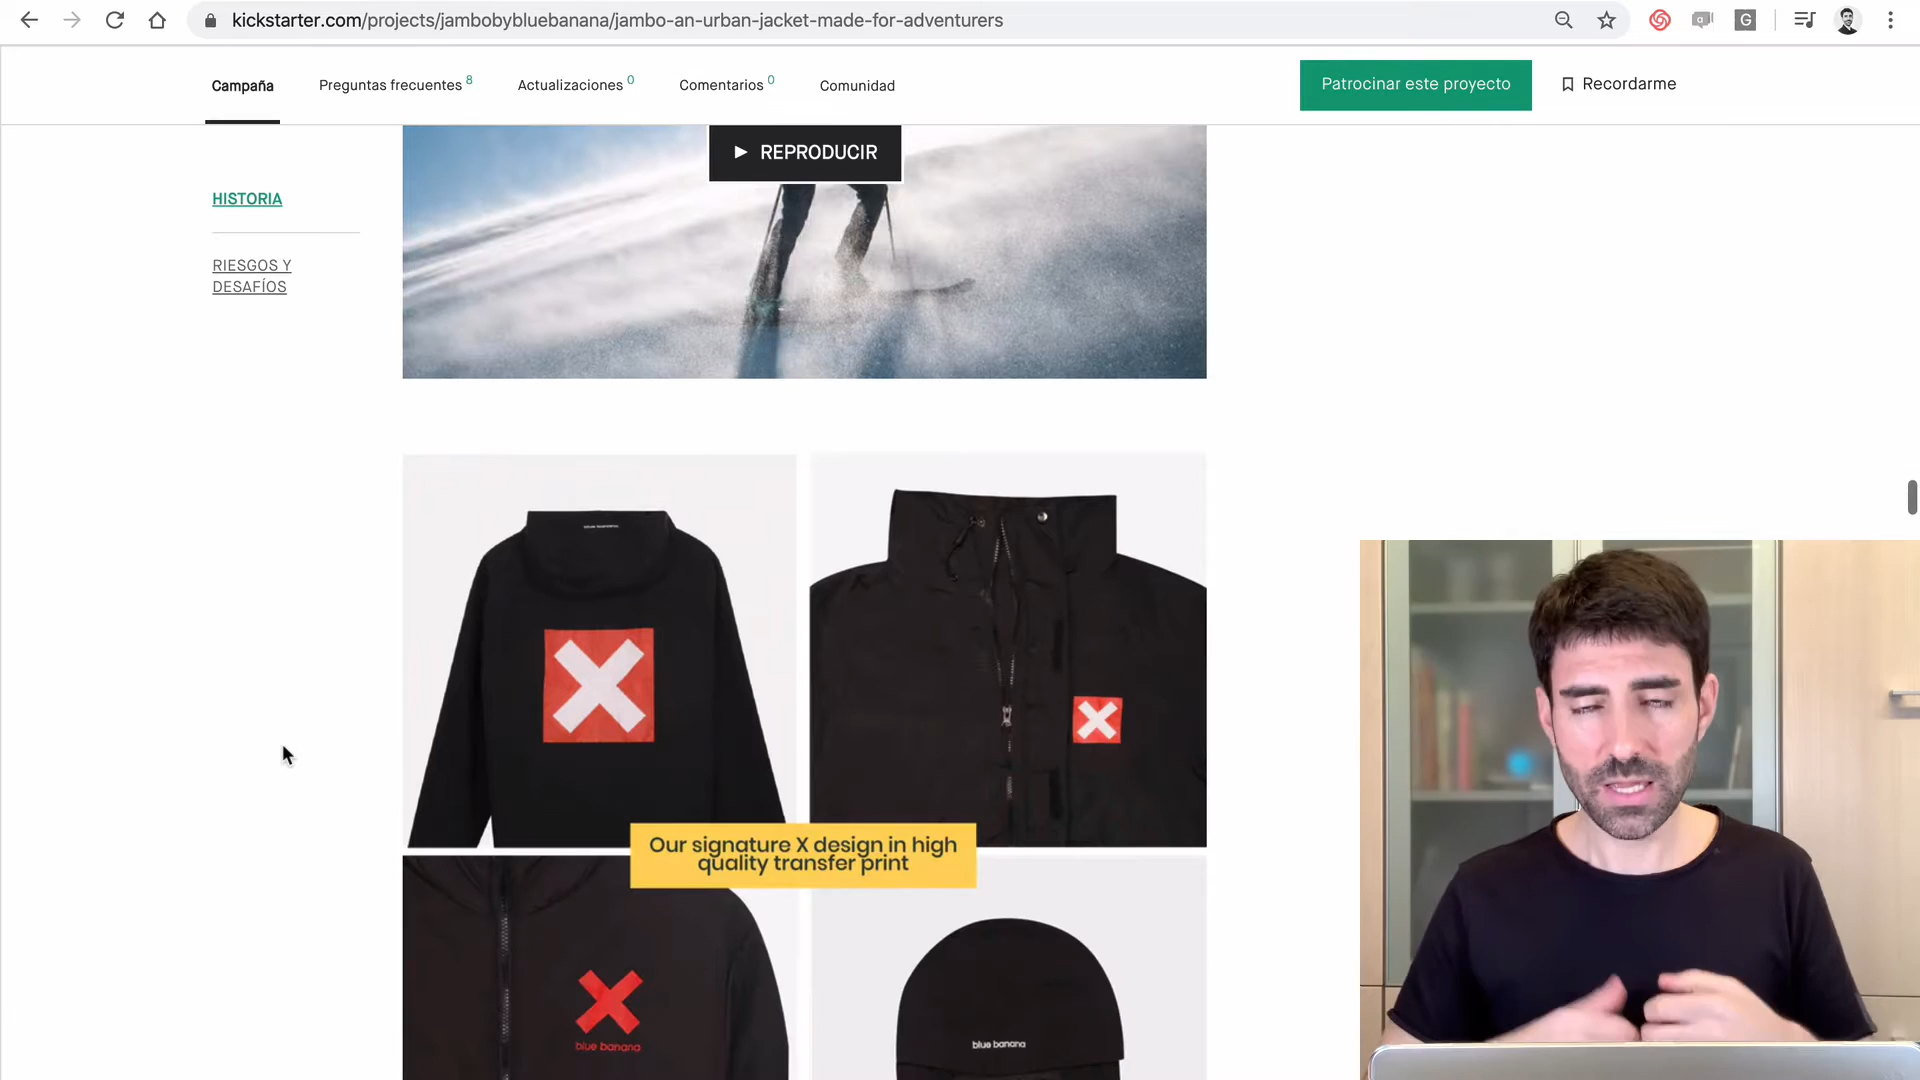 kickstarter.com/projects/jambobybluebanana/jambo-an-urban-jacket-made-for-adventurers
Campaña
Preguntas frecuentes 8
Actualizaciones 0
Comentarios 0
Comunidad
Patrocinar este proyecto
Recordarme
REPRODUCIR
HISTORIA
RIESGOS Y
DESAFÍOS
blue banana
Our signature X design in high
quality transfer print
blue banana
blue banana